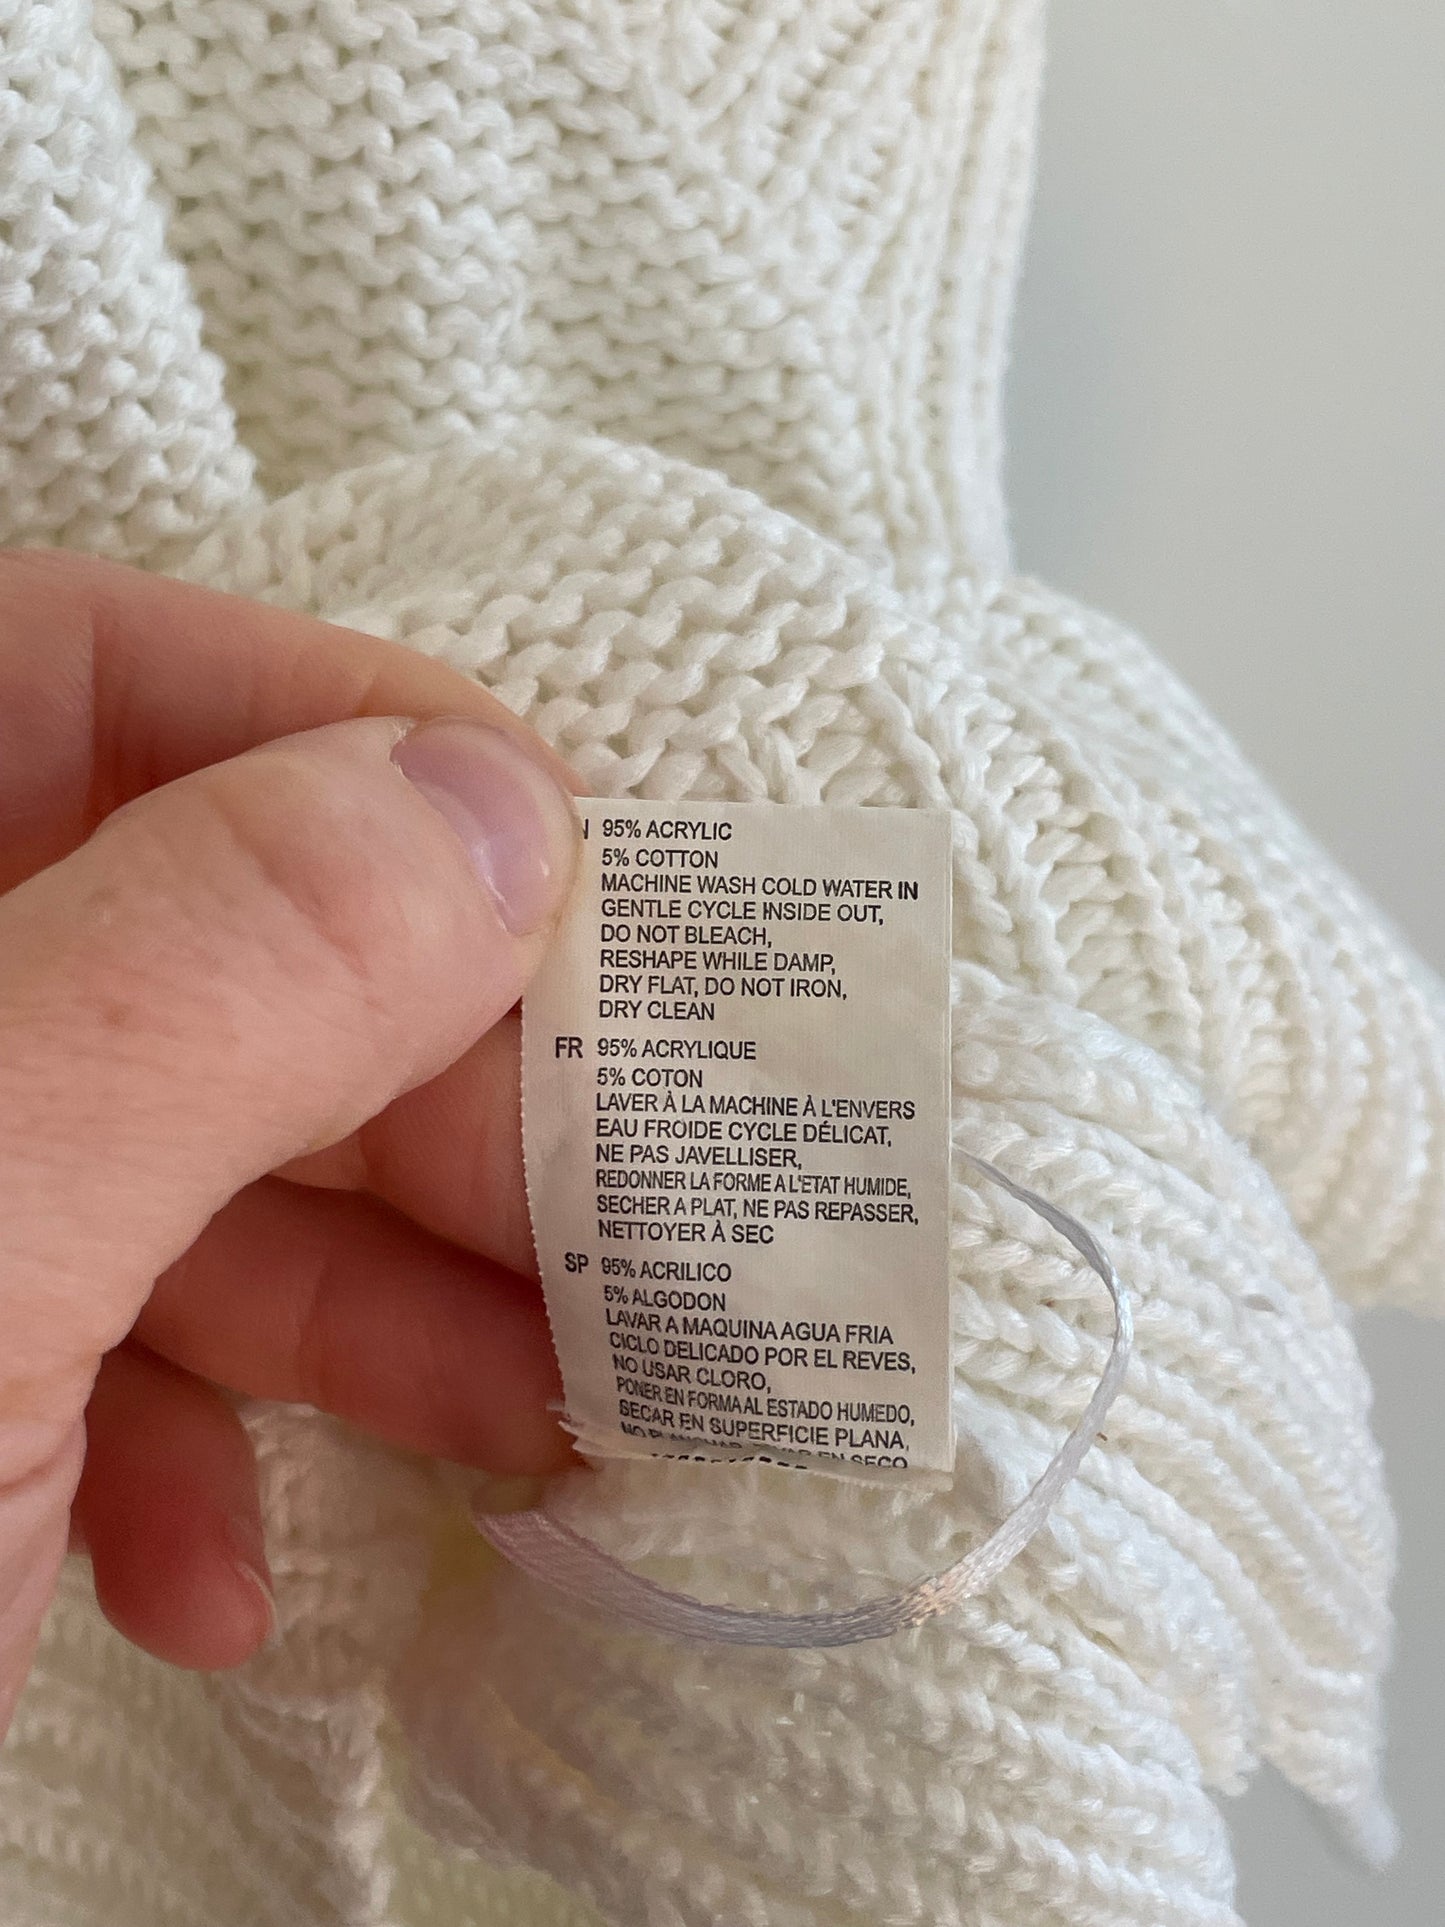 95% ACRYLIC
5% COTTON
MACHINE WASH COLD WATER IN
GENTLE CYCLE INSIDE OUT,
DO NOT BLEACH,
RESHAPE WHILE DAMP,
DRY FLAT, DO NOT IRON,
DRY CLEAN
FR 95% ACRYLIQUE
5% COTON
LAVER À LA MACHINE À L'ENVERS
EAU FROIDE CYCLE DÉLICAT,
NE PAS JAVELLISER,
REDONNER LA FORME A L'ETAT HUMIDE,
SECHER A PLAT, NE PAS REPASSER,
NETTOYER À SEC
SP 95% ACRILICO
5% ALGODON
LAVAR A MAQUINA AGUA FRIA
CICLO DELICADO POR EL REVES,
NO USAR CLORO,
PONER EN FORMA AL ESTADO HUMEDO,
SECAR EN SUPERFICIE PLANA,
NO PLANCHAR, EN SECO